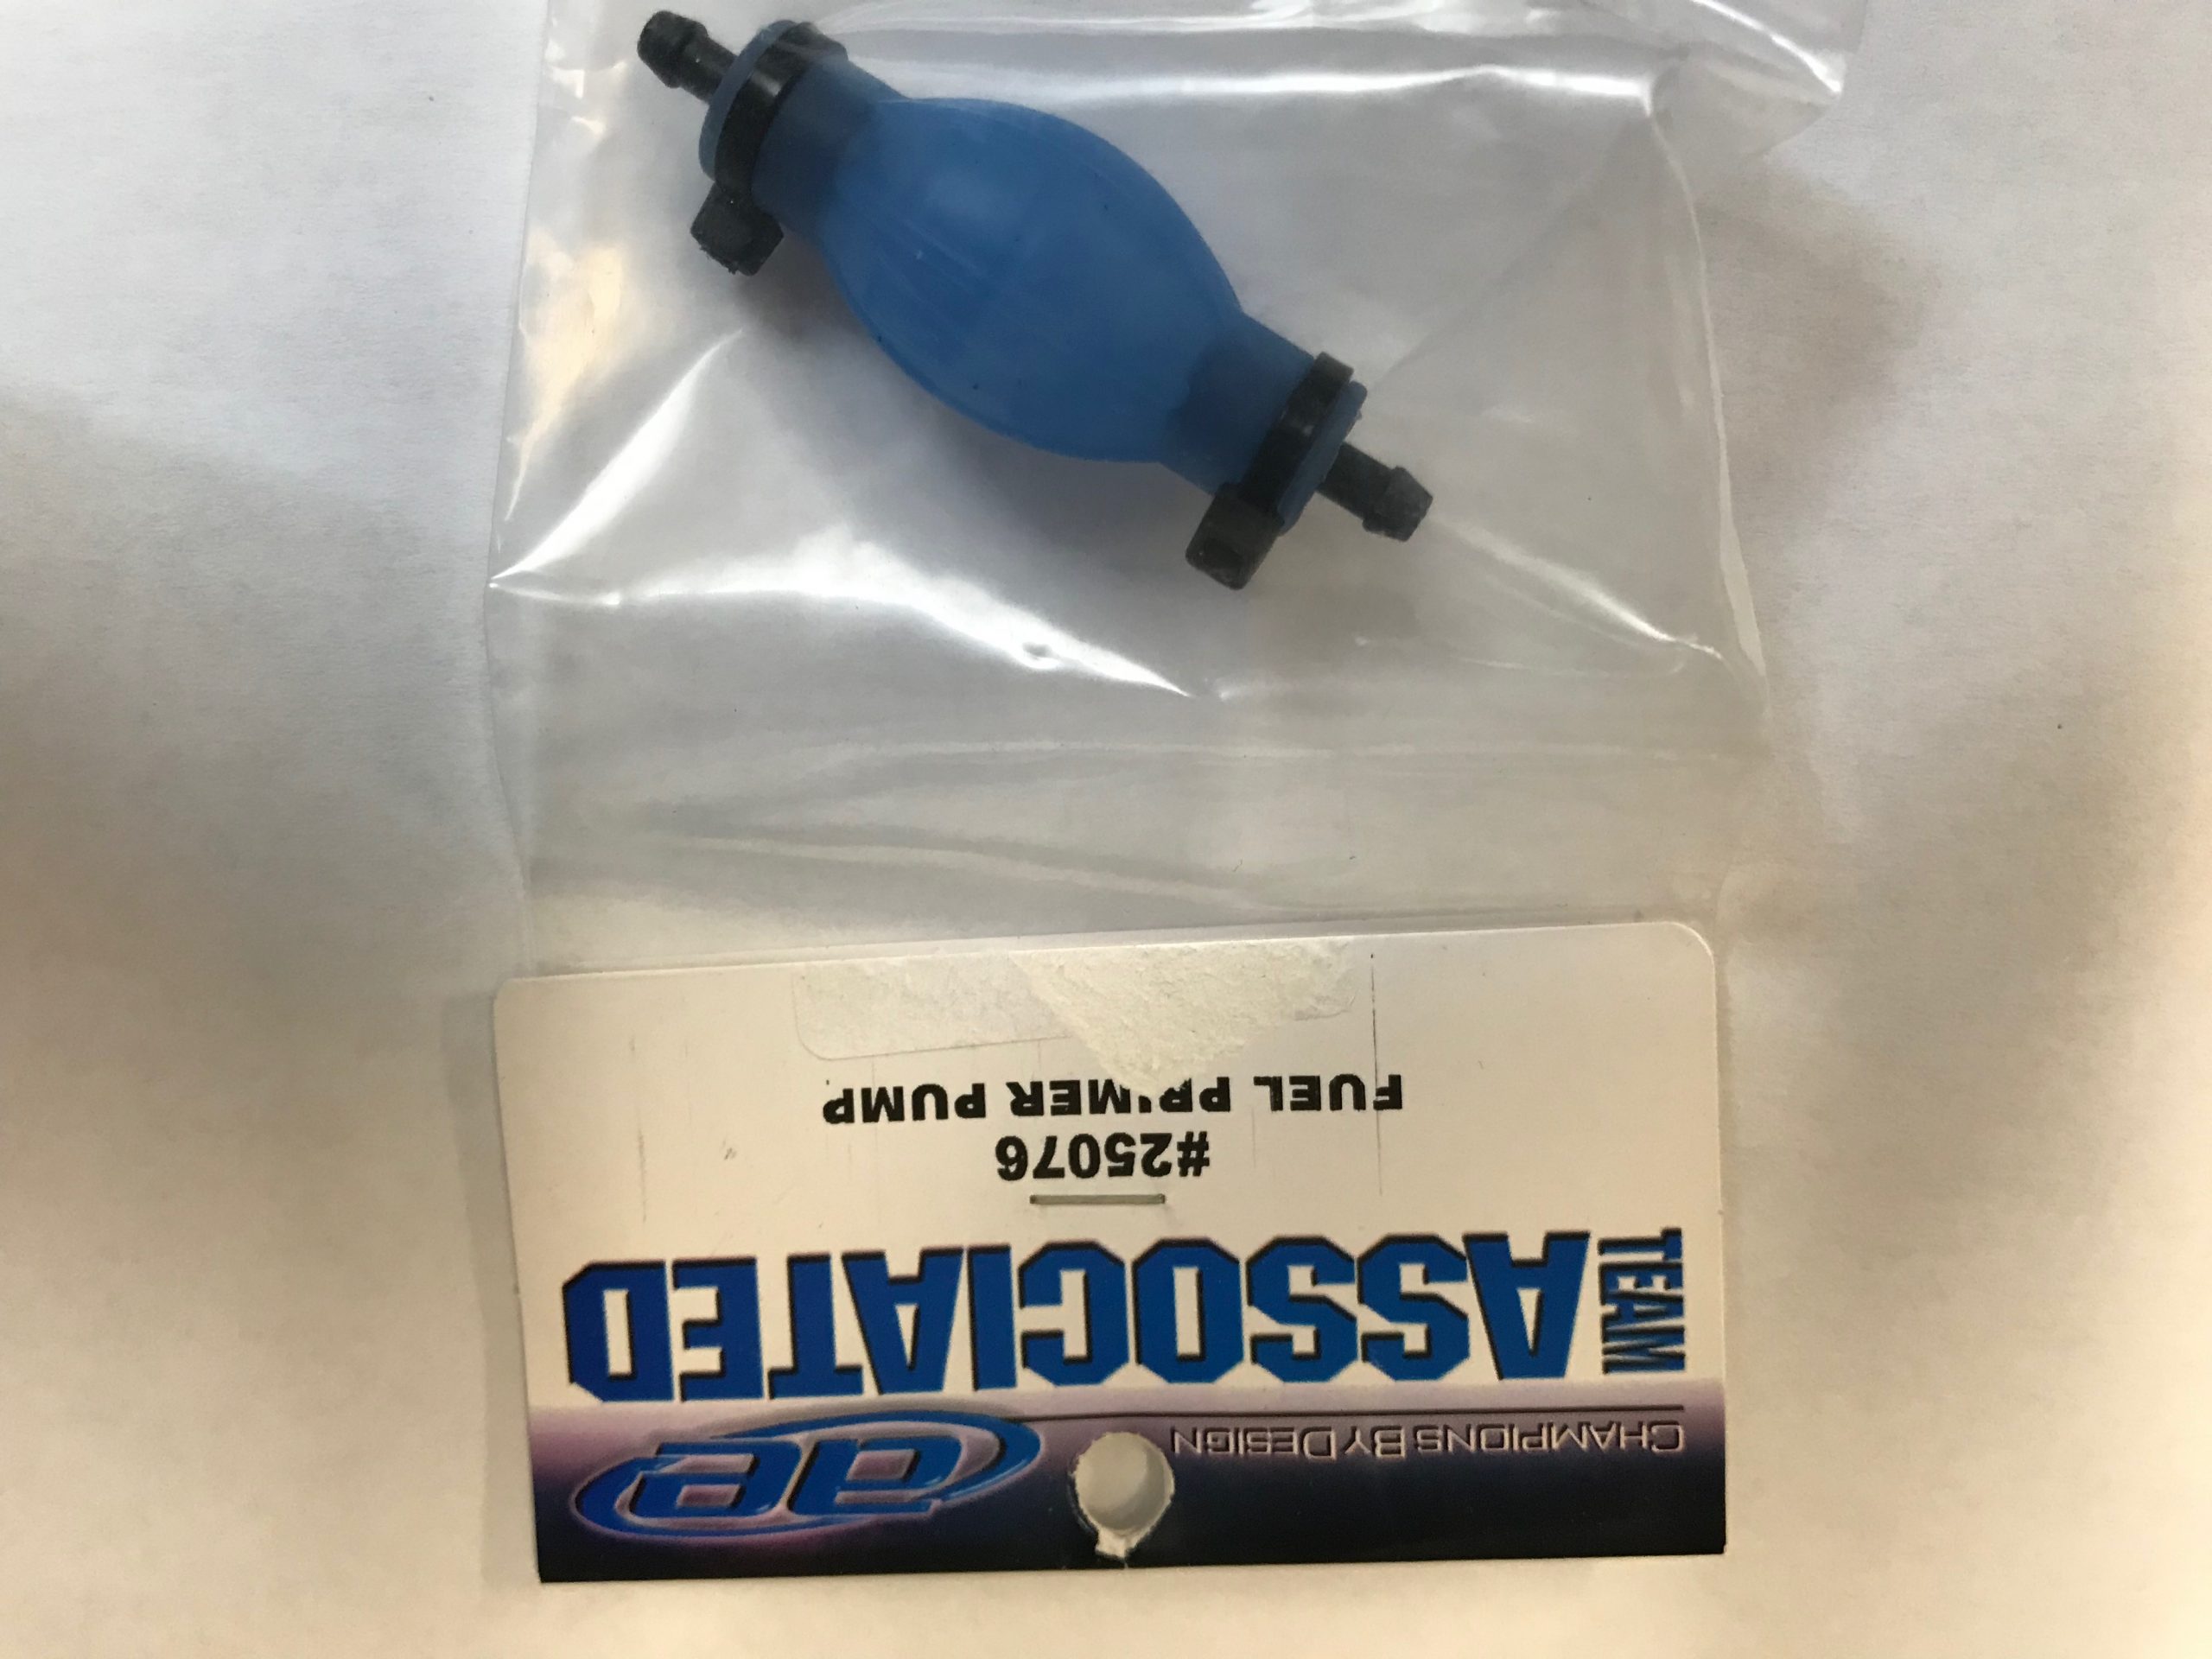 CHAMPIONS BY DESIGN
ae
TEAM ASSOCIATED
#25076
FUEL PRIMER PUMP